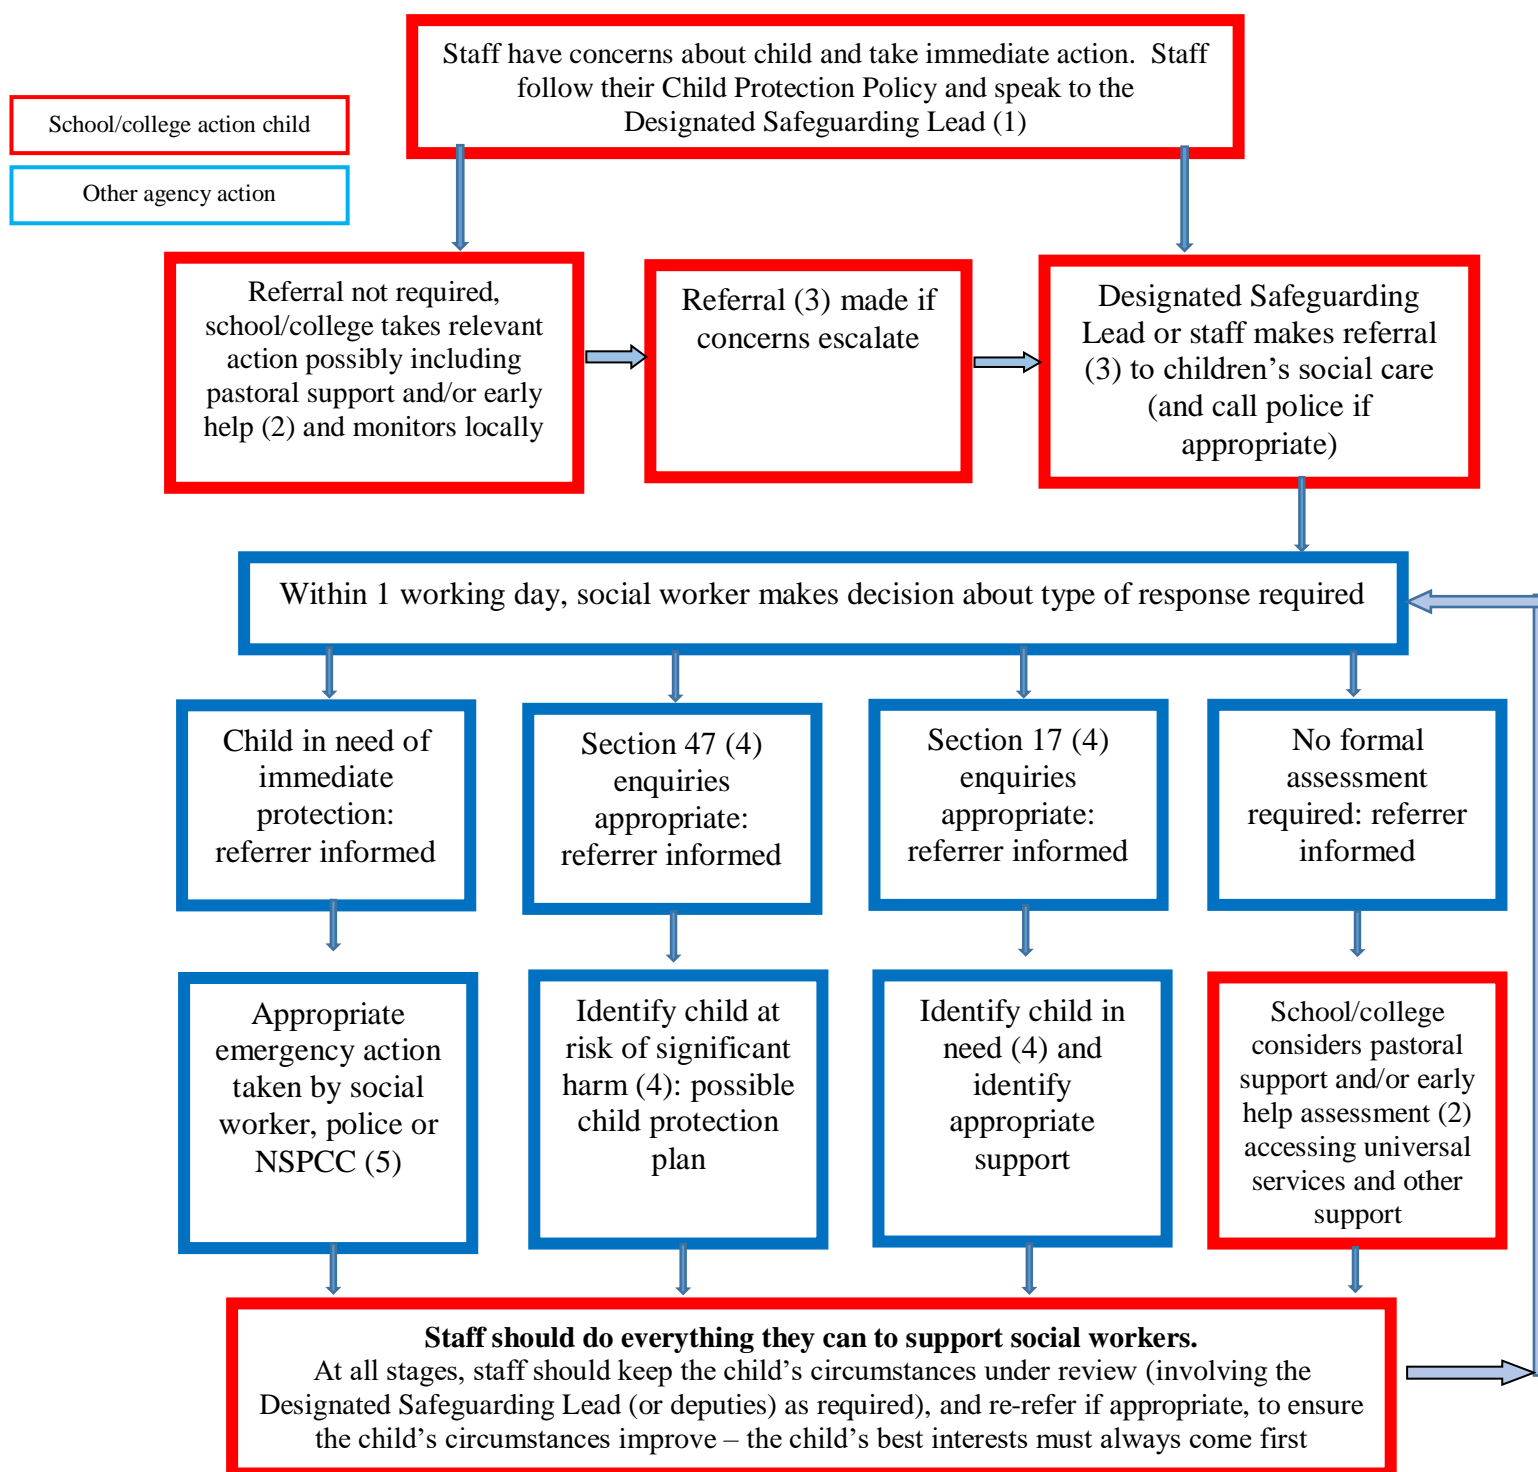 Staff have concerns about child and take immediate action.  Staff
follow their Child Protection Policy and speak to the
Designated Safeguarding Lead (1)
School/college action child
Other agency action
Referral not required,
school/college takes relevant
action possibly including
pastoral support and/or early
help (2) and monitors locally
Referral (3) made if
concerns escalate
Designated Safeguarding
Lead or staff makes referral
(3) to children’s social care
(and call police if
appropriate)
Within 1 working day, social worker makes decision about type of response required
Child in need of
immediate
protection:
referrer informed
Section 47 (4)
enquiries
appropriate:
referrer informed
Section 17 (4)
enquiries
appropriate:
referrer informed
No formal
assessment
required: referrer
informed
Appropriate
emergency action
taken by social
worker, police or
NSPCC (5)
Identify child at
risk of significant
harm (4): possible
child protection
plan
Identify child in
need (4) and
identify
appropriate
support
School/college
considers pastoral
support and/or early
help assessment (2)
accessing universal
services and other
support
Staff should do everything they can to support social workers.
At all stages, staff should keep the child’s circumstances under review (involving the
Designated Safeguarding Lead (or deputies) as required), and re-refer if appropriate, to ensure
the child’s circumstances improve – the child’s best interests must always come first